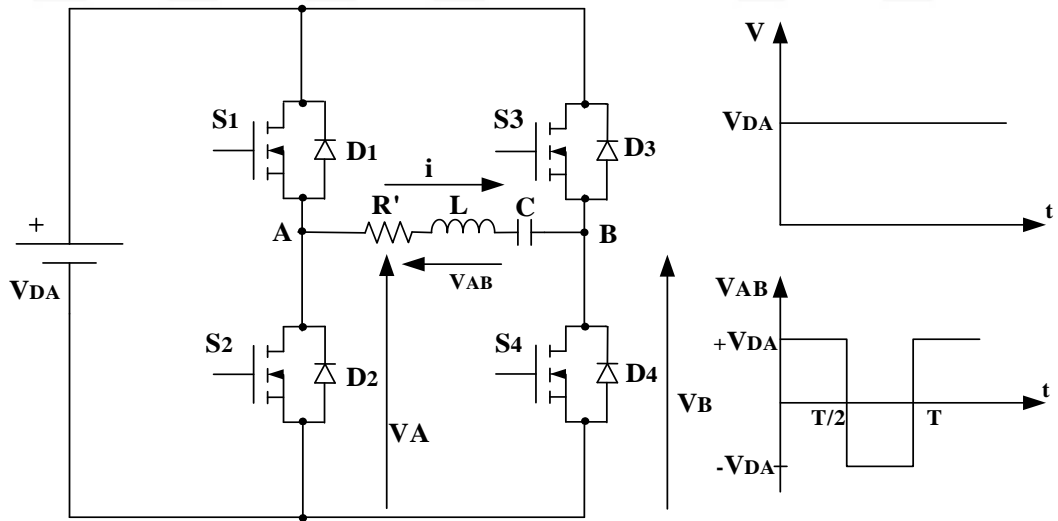 S1
D1
S3
D3
i
R'
L
C
A
B
VAB
+
VDA
S2
D2
VA
S4
D4
VB
V
VDA
t
VAB
+VDA
T/2
T
t
-VDA